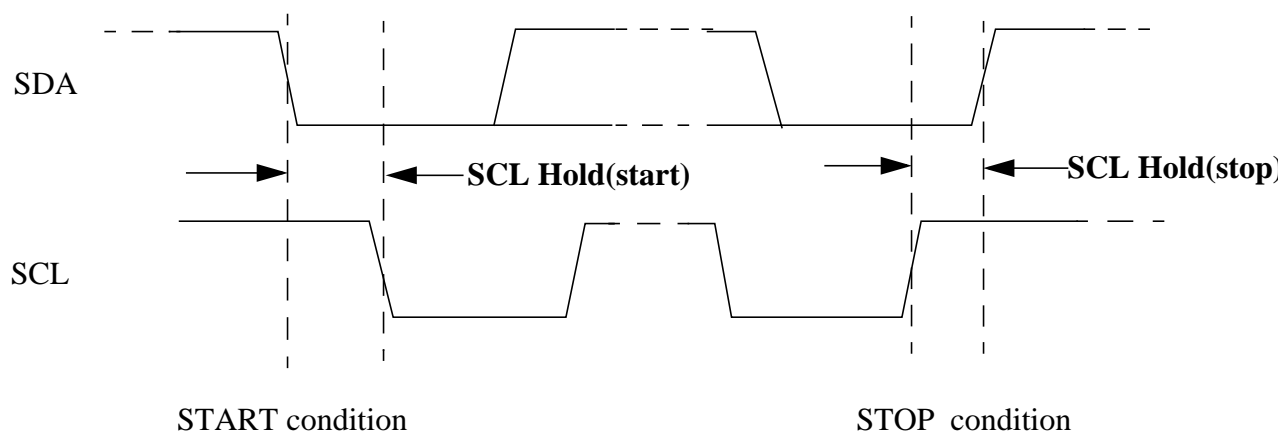 SDA
SCL Hold(start)
SCL Hold(stop)
SCL
START condition
STOP condition